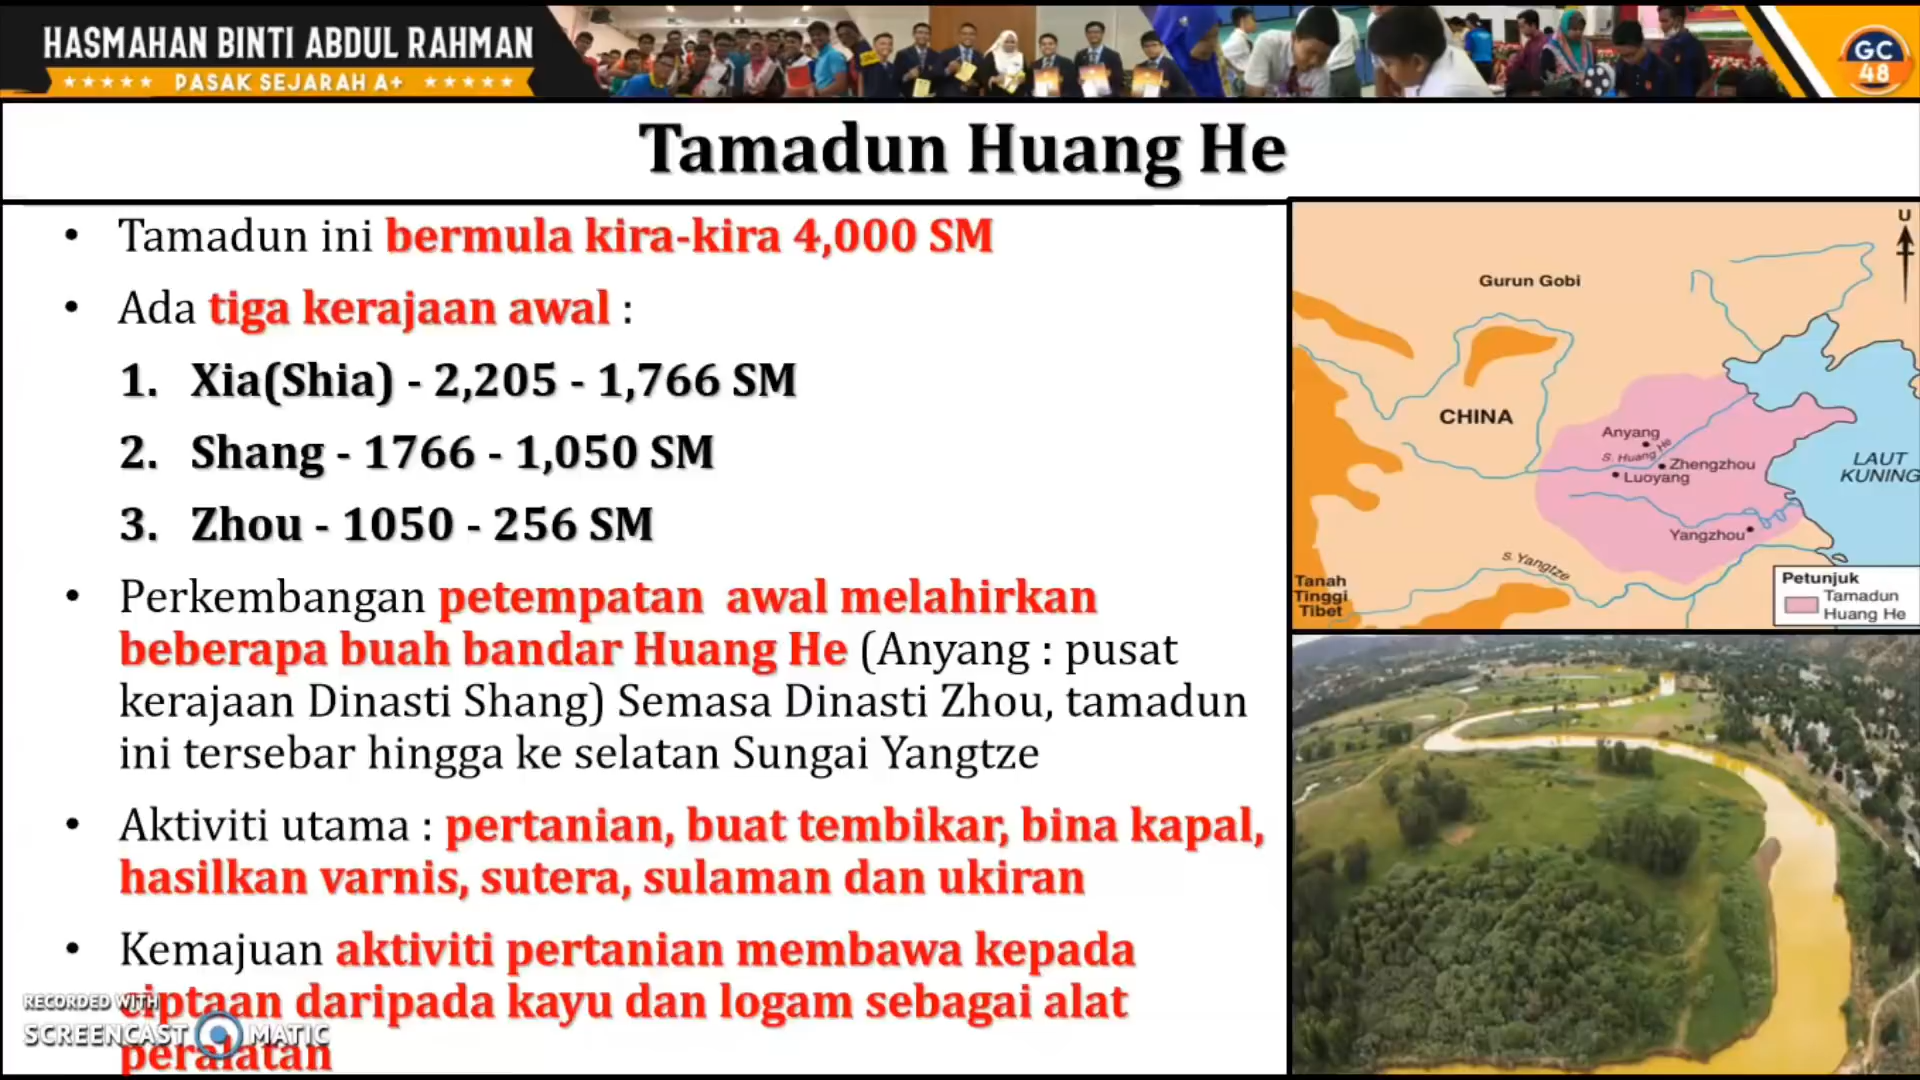 HASMAHAN BINTI ABDUL RAHMAN
PASAK SEJARAH A+
GC
48
Tamadun Huang He
• Tamadun ini bermula kira-kira 4,000 SM
• Ada tiga kerajaan awal :
1. Xia(Shia) - 2,205 - 1,766 SM
2. Shang - 1766 - 1,050 SM
3. Zhou - 1050 - 256 SM
• Perkembangan petempatan awal melahirkan
beberapa buah bandar Huang He (Anyang : pusat
kerajaan Dinasti Shang) Semasa Dinasti Zhou, tamadun
ini tersebar hingga ke selatan Sungai Yangtze
• Aktiviti utama : pertanian, buat tembikar, bina kapal,
hasilkan varnis, sutera, sulaman dan ukiran
• Kemajuan aktiviti pertanian membawa kepada
ciptaan daripada kayu dan logam sebagai alat
peralatan
RECORDED WITH
SCREENCAST MATIC
U
Gurun Gobi
CHINA
Anyang
S. Huang He
Zhengzhou
Luoyang
LAUT
KUNING
Yangzhou
S. Yangtze
Tanah
Tinggi
Tibet
Petunjuk
Tamadun
Huang He